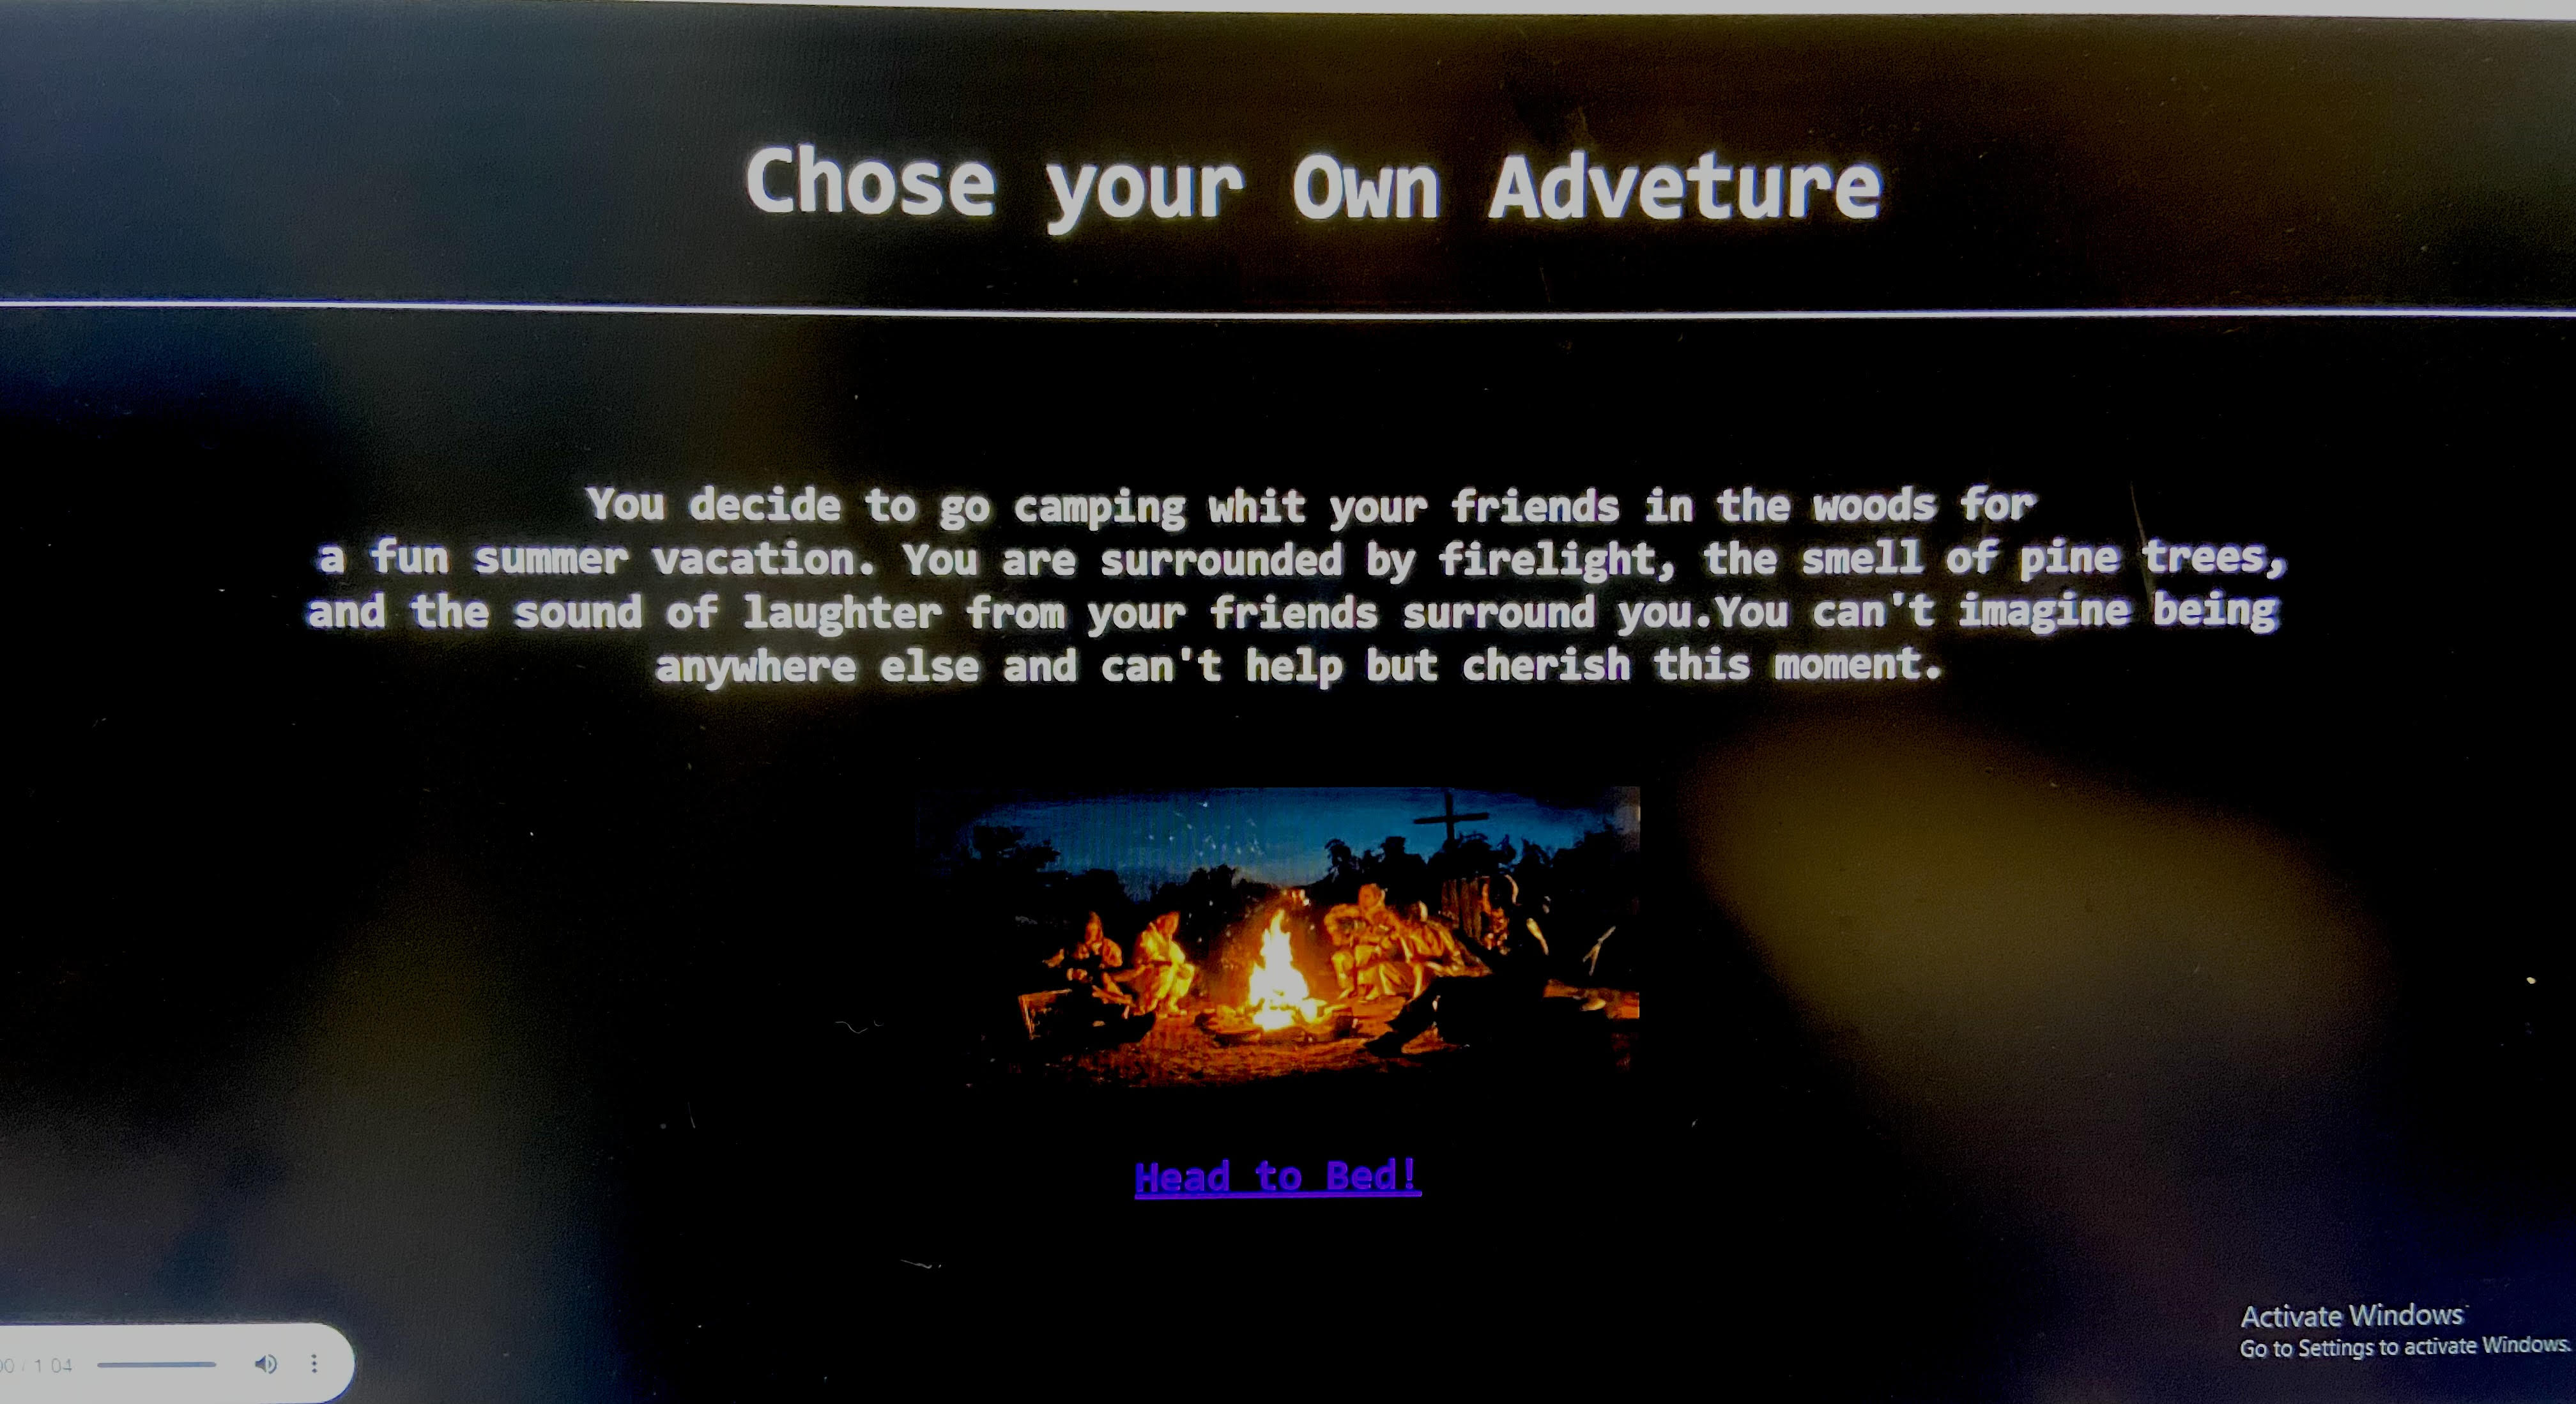 Chose your Own Adveture
You decide to go camping whit your friends in the woods for
a fun summer vacation. You are surrounded by firelight, the smell of pine trees,
and the sound of laughter from your friends surround you.You can't imagine being
anywhere else and can't help but cherish this moment.
Head to Bed!
Activate Windows
Go to Settings to activate Windows.
00 / 1:04